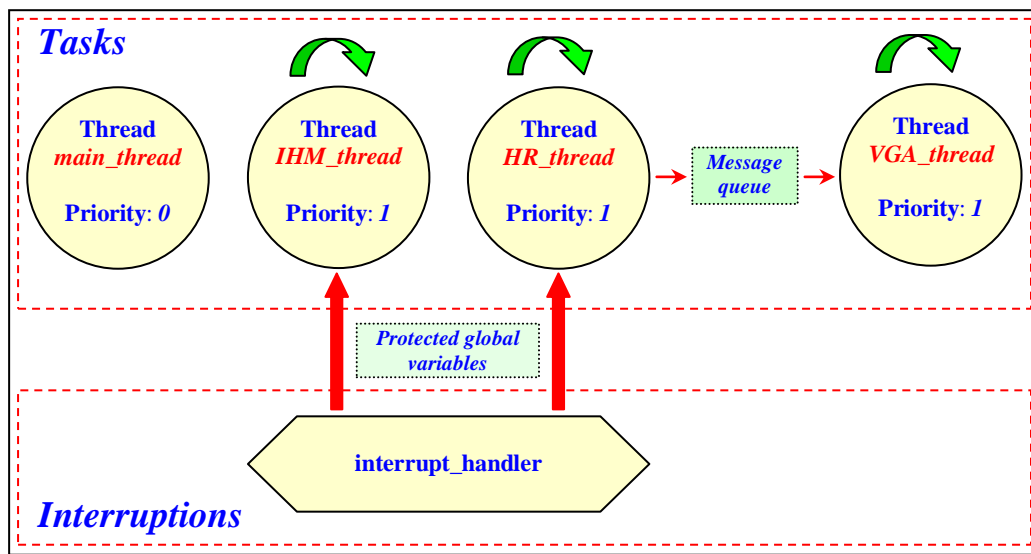 Tasks
Thread
main_thread
Priority: 0
Thread
IHM_thread
Priority: 1
Thread
HR_thread
Priority: 1
Message
queue
Thread
VGA_thread
Priority: 1
Protected global
variables
interrupt_handler
Interruptions